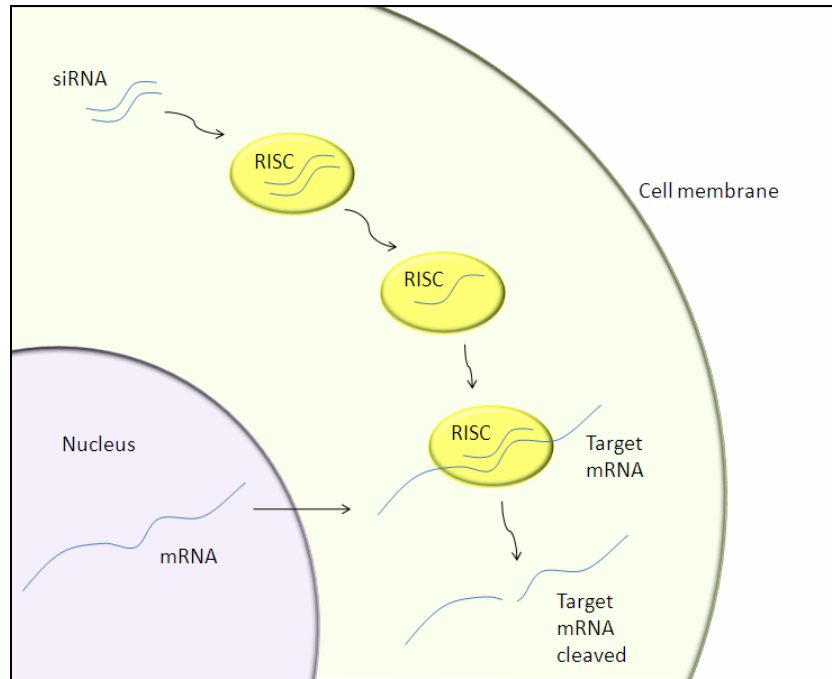 siRNA
RISC
Cell membrane
RISC
RISC
Target
mRNA
Nucleus
mRNA
Target
mRNA
cleaved